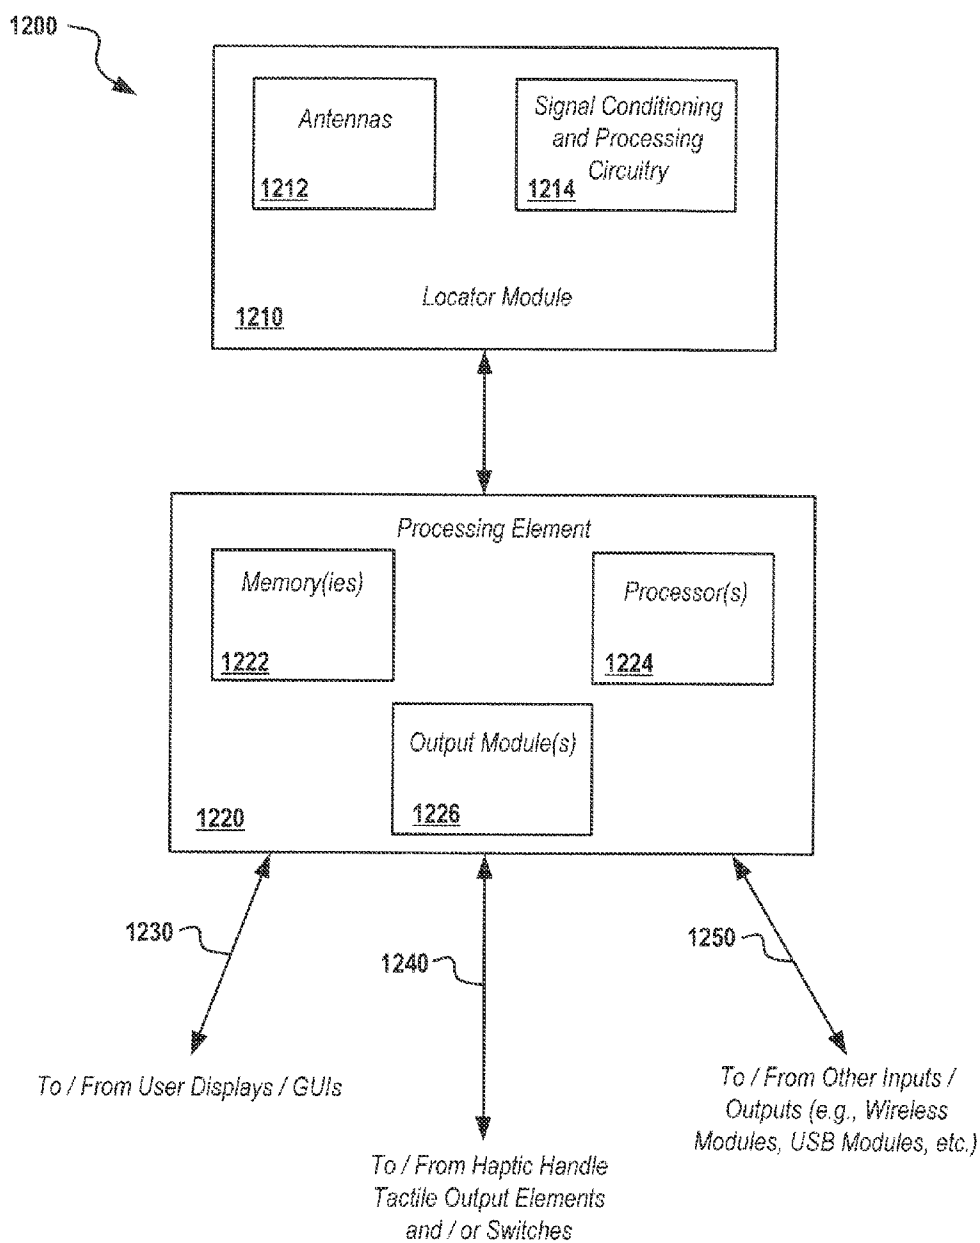 1200
Antennas
1212
Signal Conditioning
and Processing
Circuitry
1214
Locator Module
1210
Processing Element
Memory(ies)
1222
Processor(s)
1224
Output Module(s)
1226
1220
1230
1240
1250
To / From User Displays / GUIs
To / From Haptic Handle
Tactile Output Elements
and / or Switches
To / From Other Inputs /
Outputs (e.g., Wireless
Modules, USB Modules, etc.)